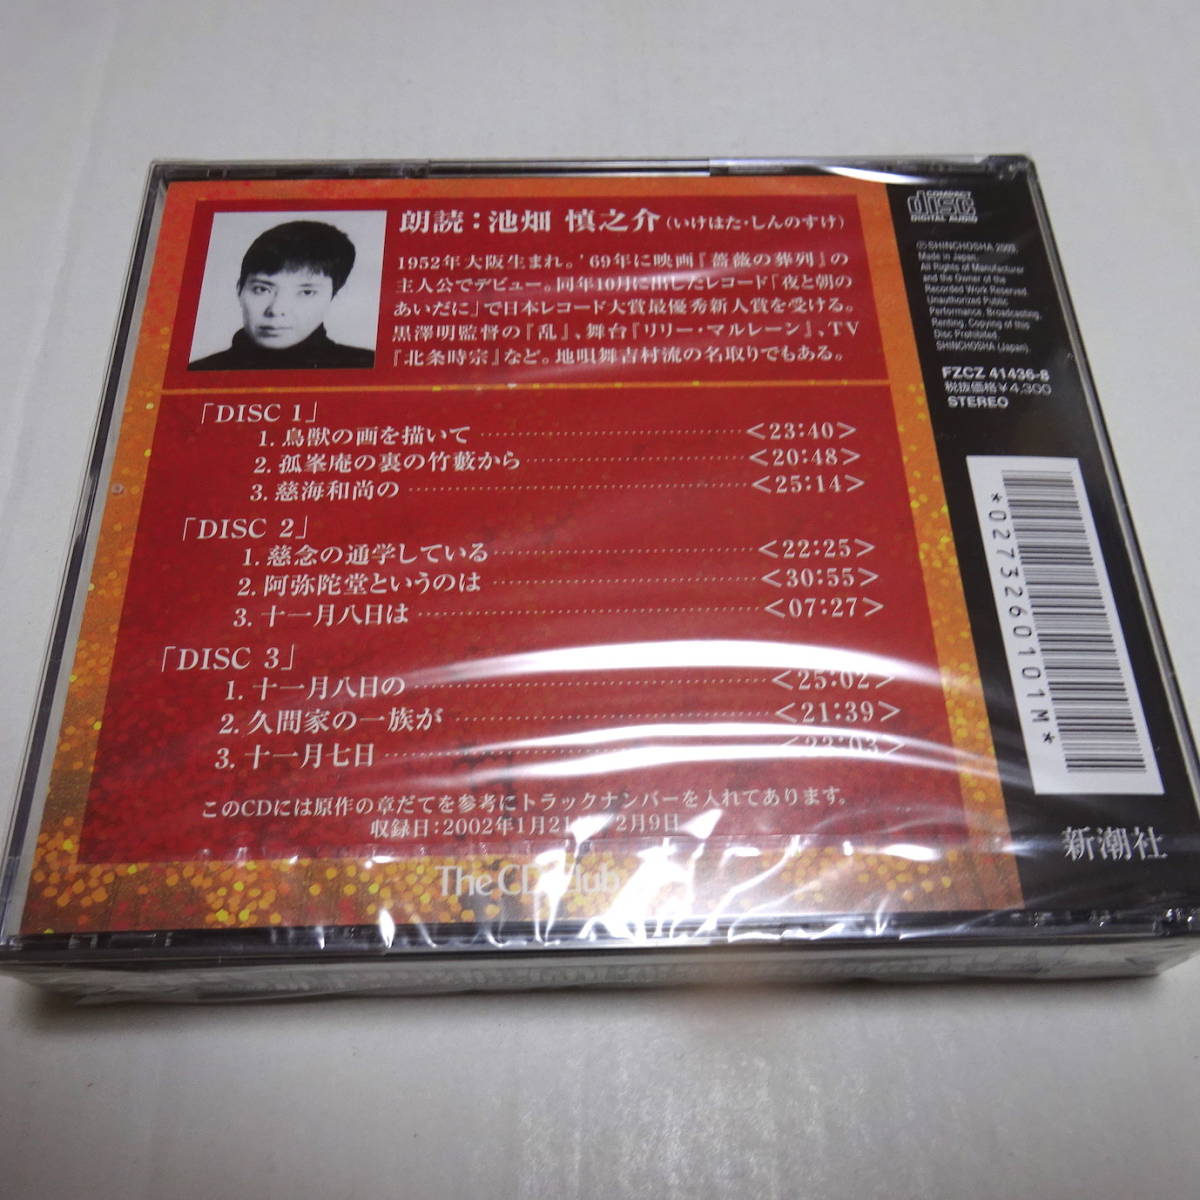 朗読：池畑 慎之介（いけはた・しんのすけ）
1952年大阪生まれ。’69年に映画『薔薇の葬列』の
主人公でデビュー。同年10月に出したレコード「夜と朝の
あいだに」で日本レコード大賞最優秀新人賞を受ける。
黒澤明監督の『乱』、舞台『リリー・マルレーン』、TV
『北条時宗』など。地唄舞吉村流の名取りでもある。
「DISC 1」
1. 鳥獣の画を描いて ＜23:40＞
2. 孤峯庵の裏の竹藪から ＜20:48＞
3. 慈海和尚の ＜25:14＞
「DISC 2」
1. 慈念の通学している ＜22:25＞
2. 阿弥陀堂というのは ＜30:55＞
3. 十一月八日は ＜07:27＞
「DISC 3」
1. 十一月八日の ＜25:02＞
2. 久間家の一族が ＜21:39＞
3. 十一月七日
このCDには原作の章だてを参考にトラックナンバーを入れてあります。
収録日：2002年1月21 2月9日
The CD Club
COMPACT
disc
DIGITAL AUDIO
Ⓟ©SHINCHOSHA
Made in Japan.
All Rights of Manufacturer
and the Owner of the
Recorded Work Reserved.
Unauthorized Public
Performance, Broadcasting,
Renting, Copying of this
Disc Prohibited.
SHINCHOSHA (Japan).
FZCZ 41436-8
税抜価格￥4,300
STEREO
*0273260101M*
新潮社